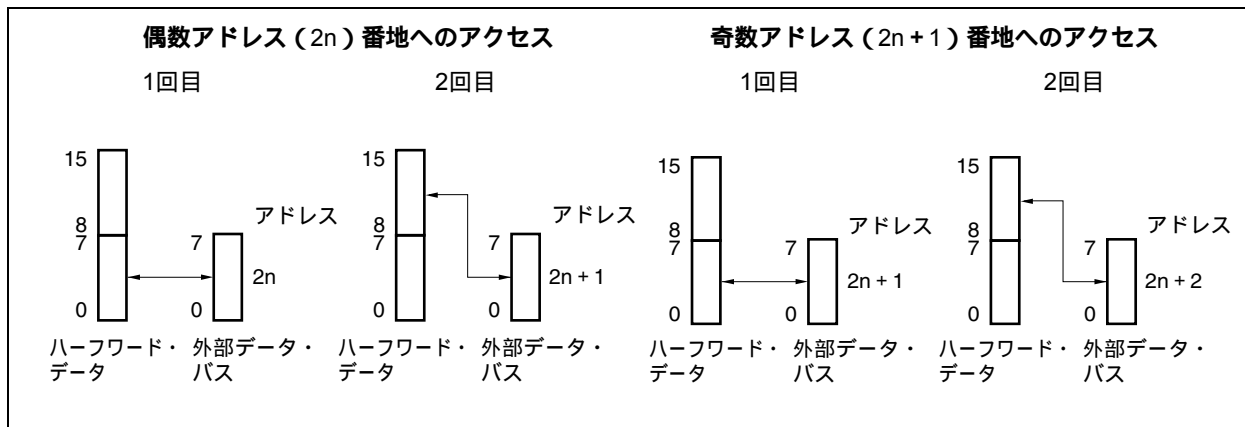 偶数アドレス（2n）番地へのアクセス
1回目
2回目
15
8
7
0
7
0
アドレス
2n
ハーフワード・
データ
外部データ・
バス
15
8
7
0
7
0
アドレス
2n + 1
ハーフワード・
データ
外部データ・
バス
奇数アドレス（2n + 1）番地へのアクセス
1回目
2回目
15
8
7
0
7
0
アドレス
2n + 1
ハーフワード・
データ
外部データ・
バス
15
8
7
0
7
0
アドレス
2n + 2
ハーフワード・
データ
外部データ・
バス